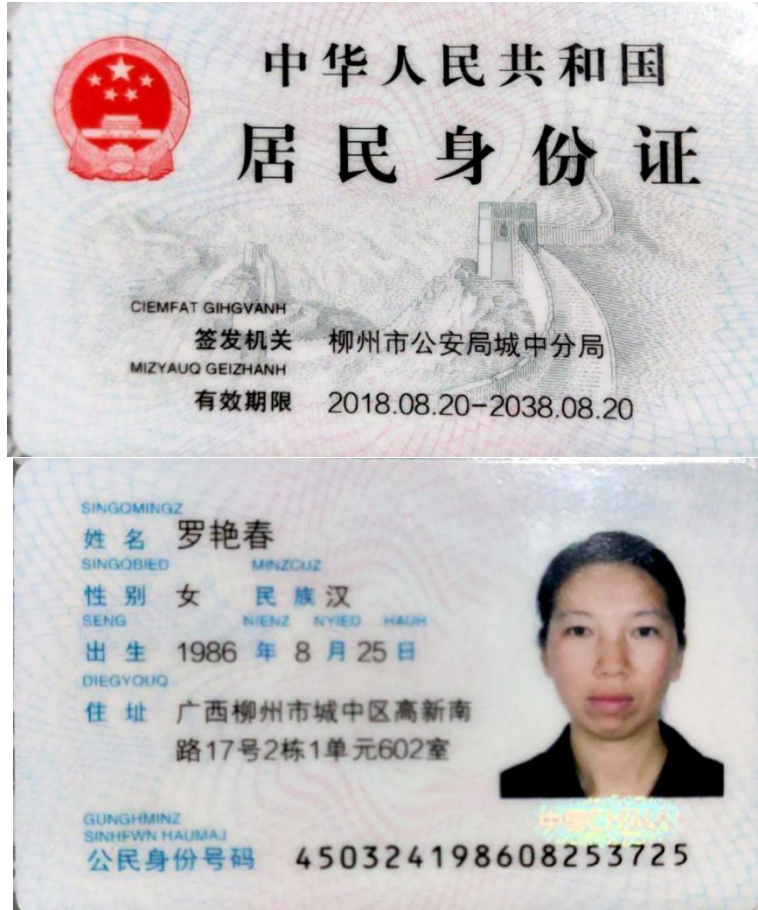 中华人民共和国
居民身份证
CIEMFAT GIHGVANH
签发机关 柳州市公安局城中分局
MIZYAUQ GEIZHANH
有效期限 2018.08.20-2038.08.20
SINGQMINGZ
姓名 罗艳春
SINGQBIED MINZCUZ
性别 女 民族 汉
SENG NIENZ NYIED HAUH
出生 1986 年 8 月 25 日
DIEGYOUQ
住址 广西柳州市城中区高新南
路17号2栋1单元602室
GUNGHMINZ
SINHFWN HAUMAJ
公民身份号码 450324198608253725